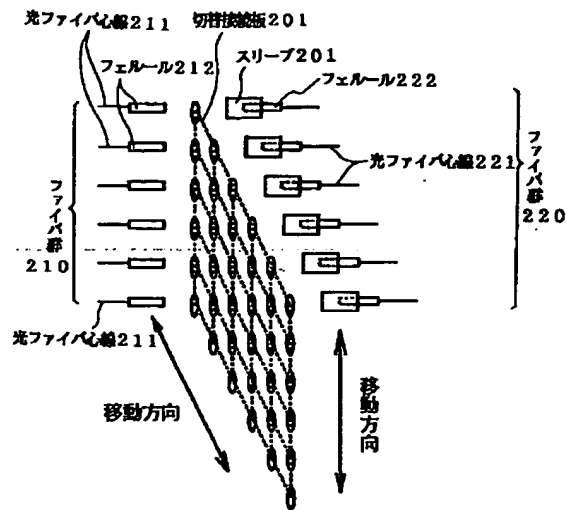 光ファイバ心線211
切替接続板201
スリーブ201
フェルール212
フェルール222
光ファイバ心線221
ファイバ群210
ファイバ群220
光ファイバ心線211
移動方向
移動方向